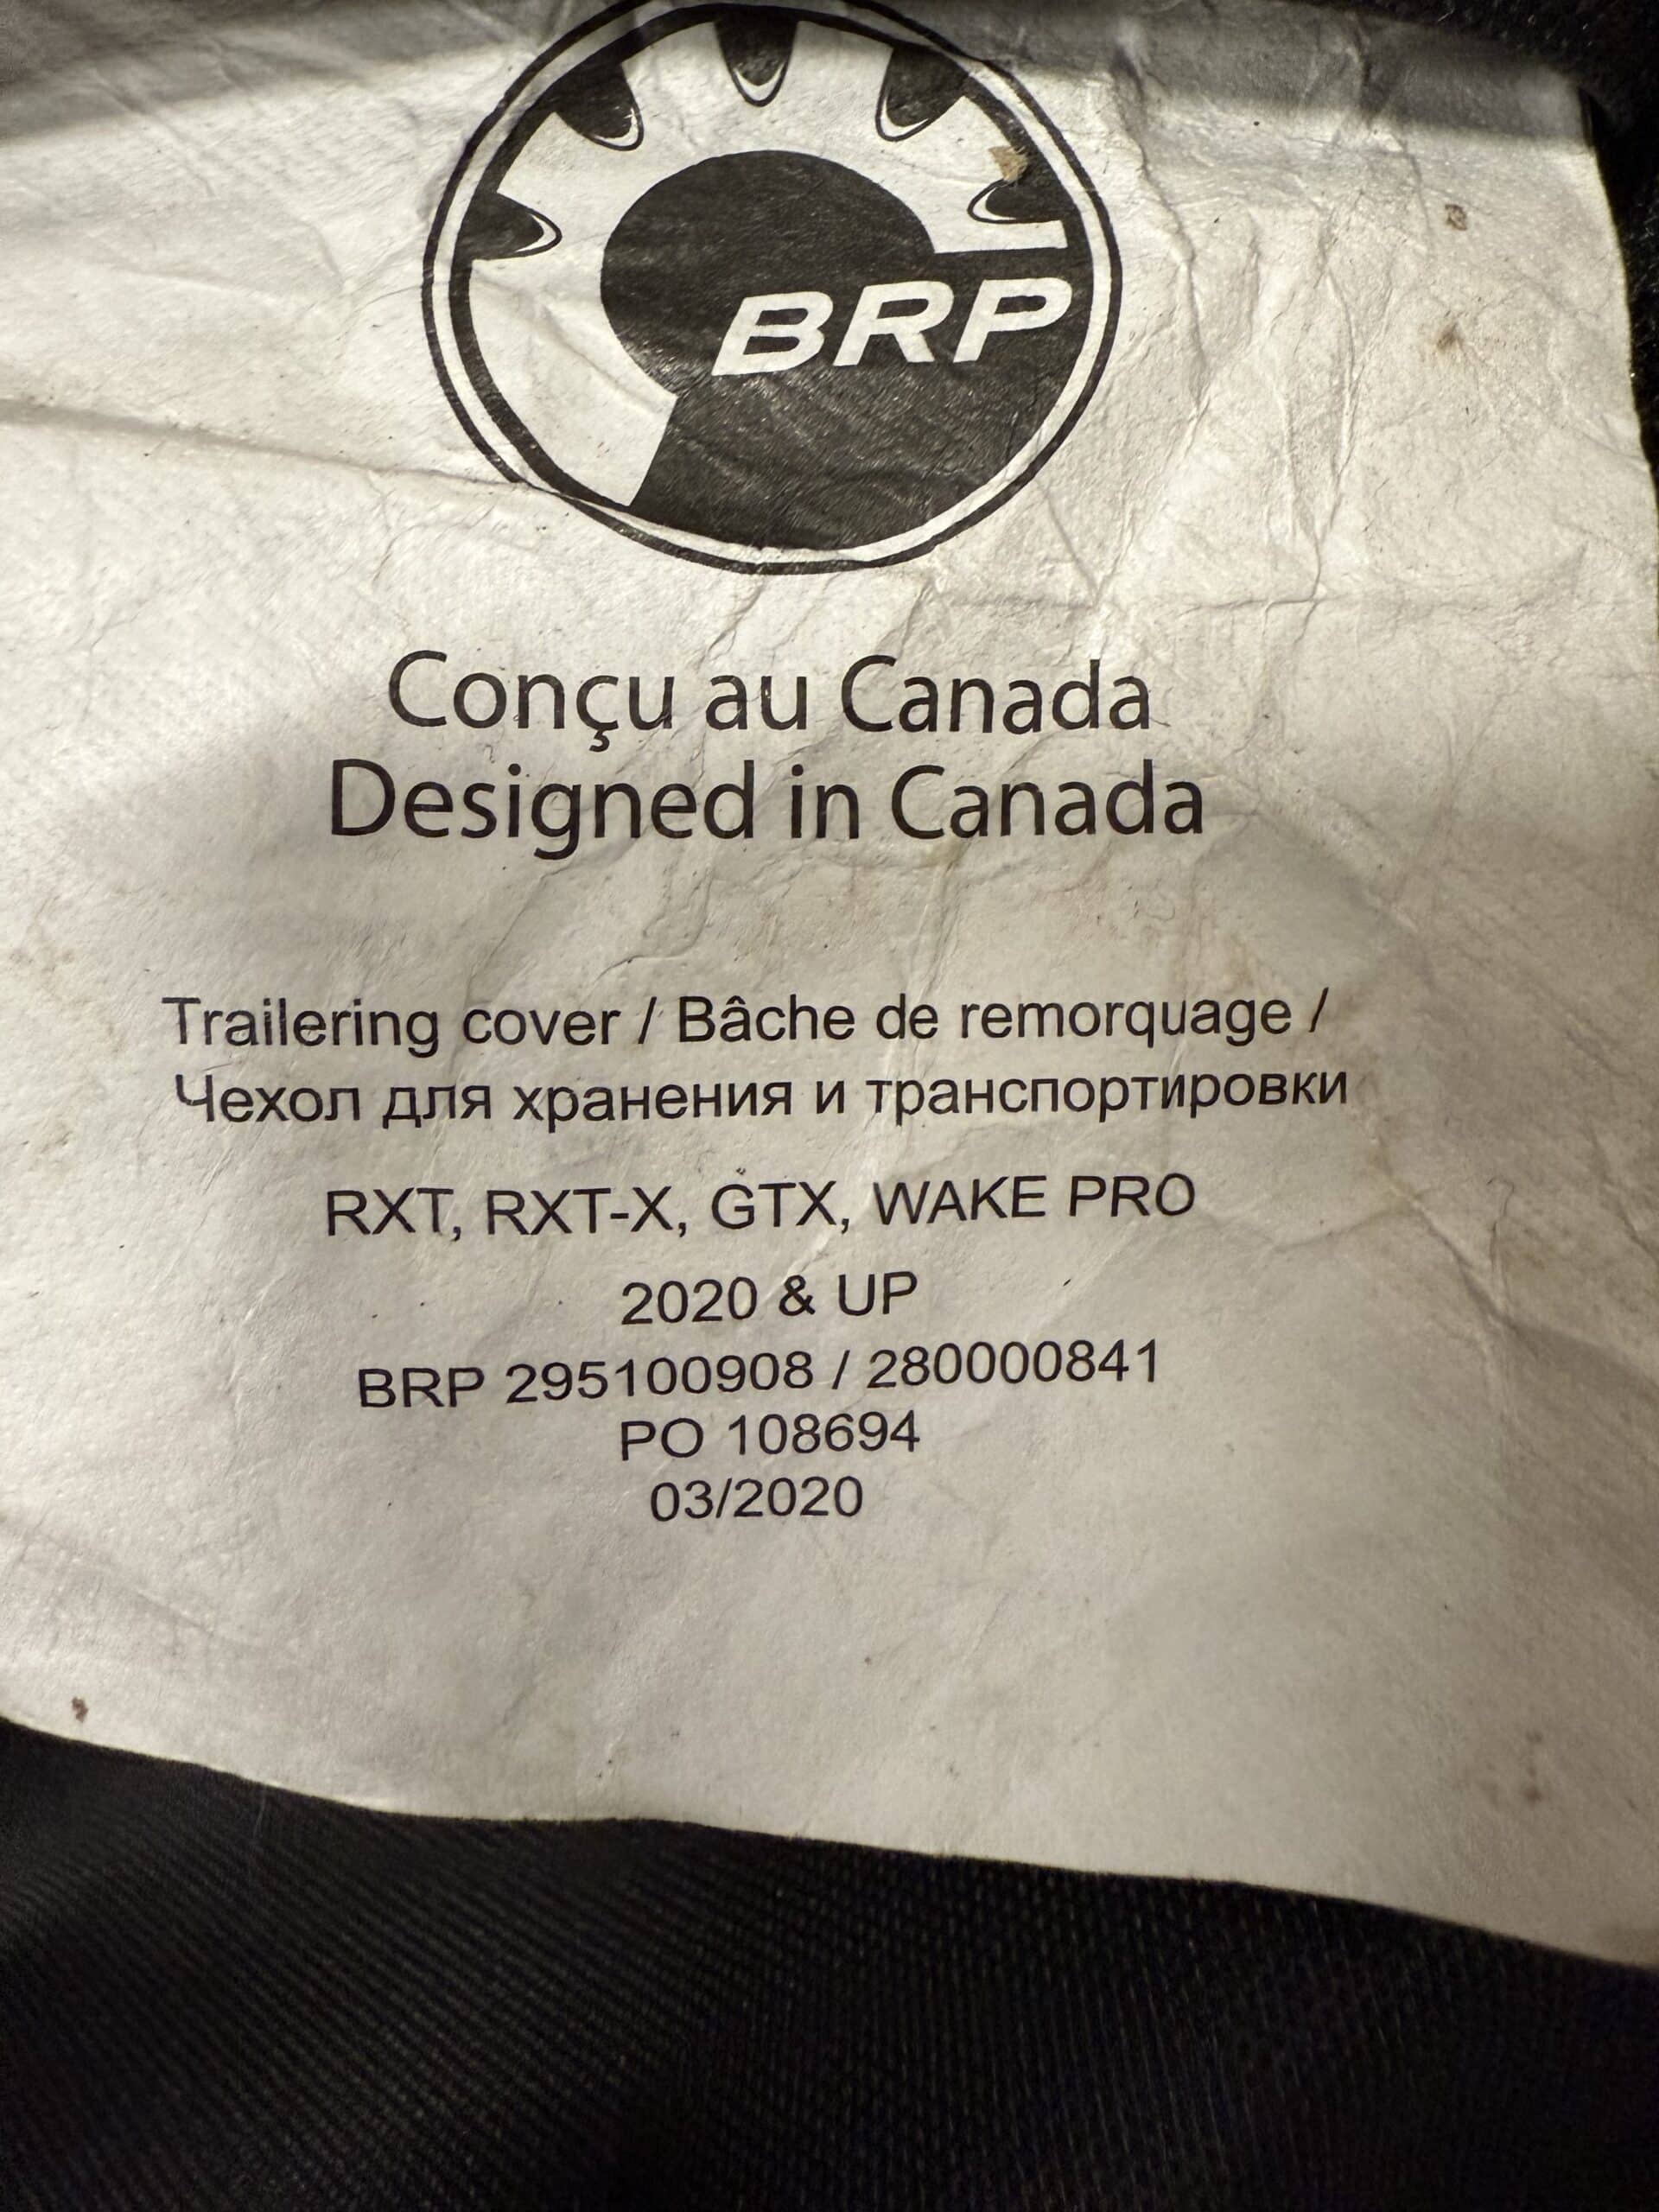 BRP
Conçu au Canada
Designed in Canada
Trailering cover / Bâche de remorquage /
Чехол для хранения и транспортировки
RXT, RXT-X, GTX, WAKE PRO
2020 & UP
BRP 295100908 / 280000841
PO 108694
03/2020